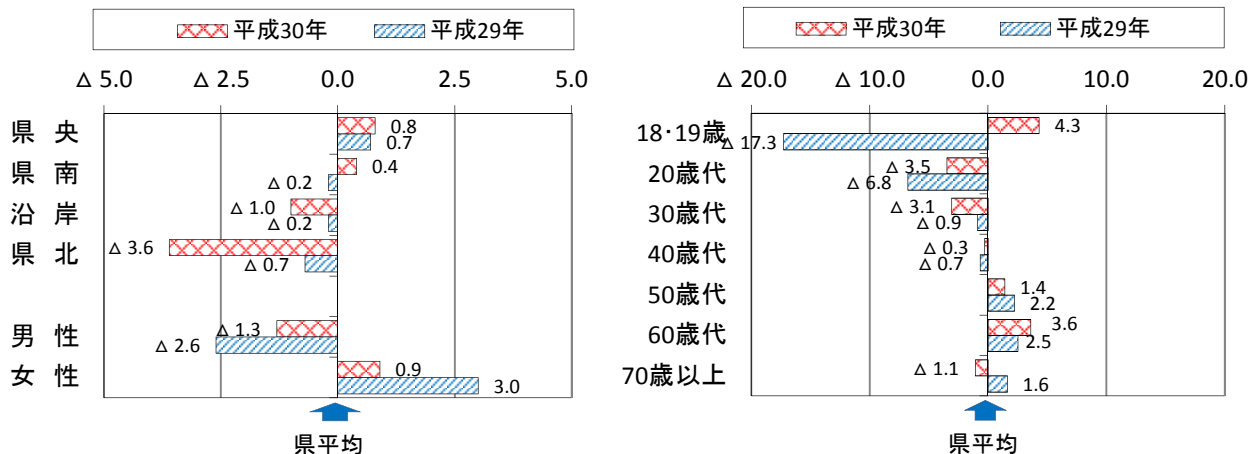 平成30年 平成29年
△ 5.0 △ 2.5 0.0 2.5 5.0
県 央 0.8
0.7
県 南 0.4
△ 0.2
沿 岸 △ 1.0
△ 0.2
県 北 △ 3.6
△ 0.7
男 性 △ 1.3
△ 2.6
女 性 0.9
3.0
県平均
平成30年 平成29年
△ 20.0 △ 10.0 0.0 10.0 20.0
18･19歳 4.3
△ 17.3
20歳代 △ 3.5
△ 6.8
30歳代 △ 3.1
△ 0.9
40歳代 △ 0.3
△ 0.7
50歳代 1.4
2.2
60歳代 3.6
2.5
70歳以上 △ 1.1
1.6
県平均